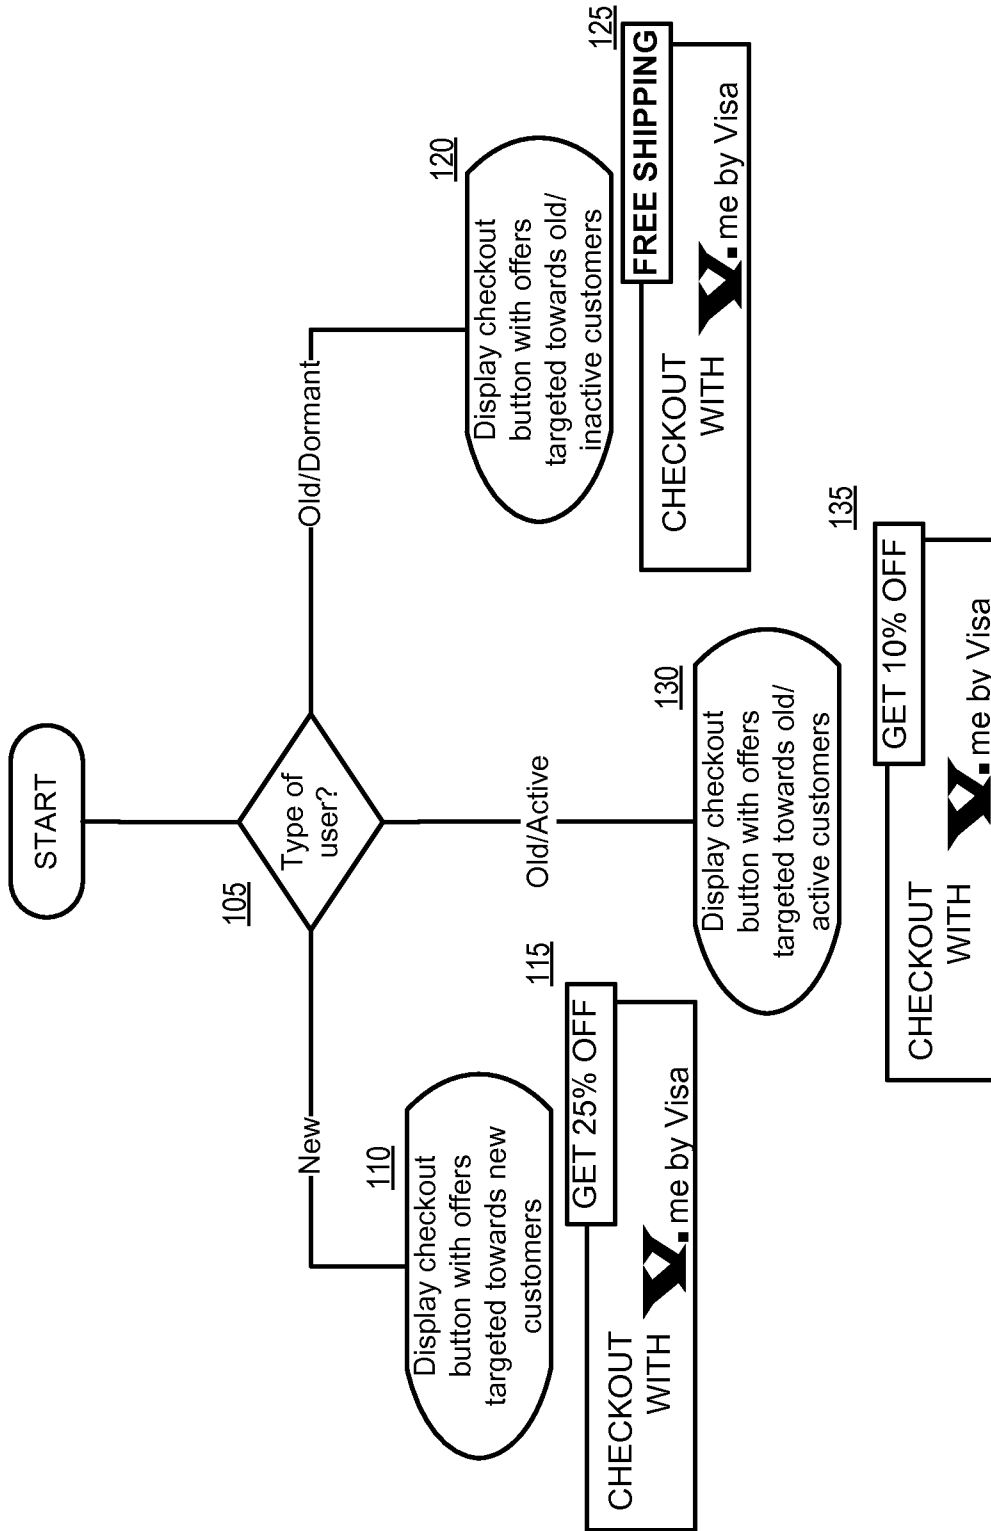 START
105
Type of
user?
New
110
Display checkout
button with offers
targeted towards new
customers
GET 25% OFF
115
CHECKOUT
WITH
V.me by Visa
Old/Active
130
Display checkout
button with offers
targeted towards old/
active customers
GET 10% OFF
135
CHECKOUT
WITH
V.me by Visa
Old/Dormant
120
Display checkout
button with offers
targeted towards old/
inactive customers
FREE SHIPPING
125
CHECKOUT
WITH
V.me by Visa